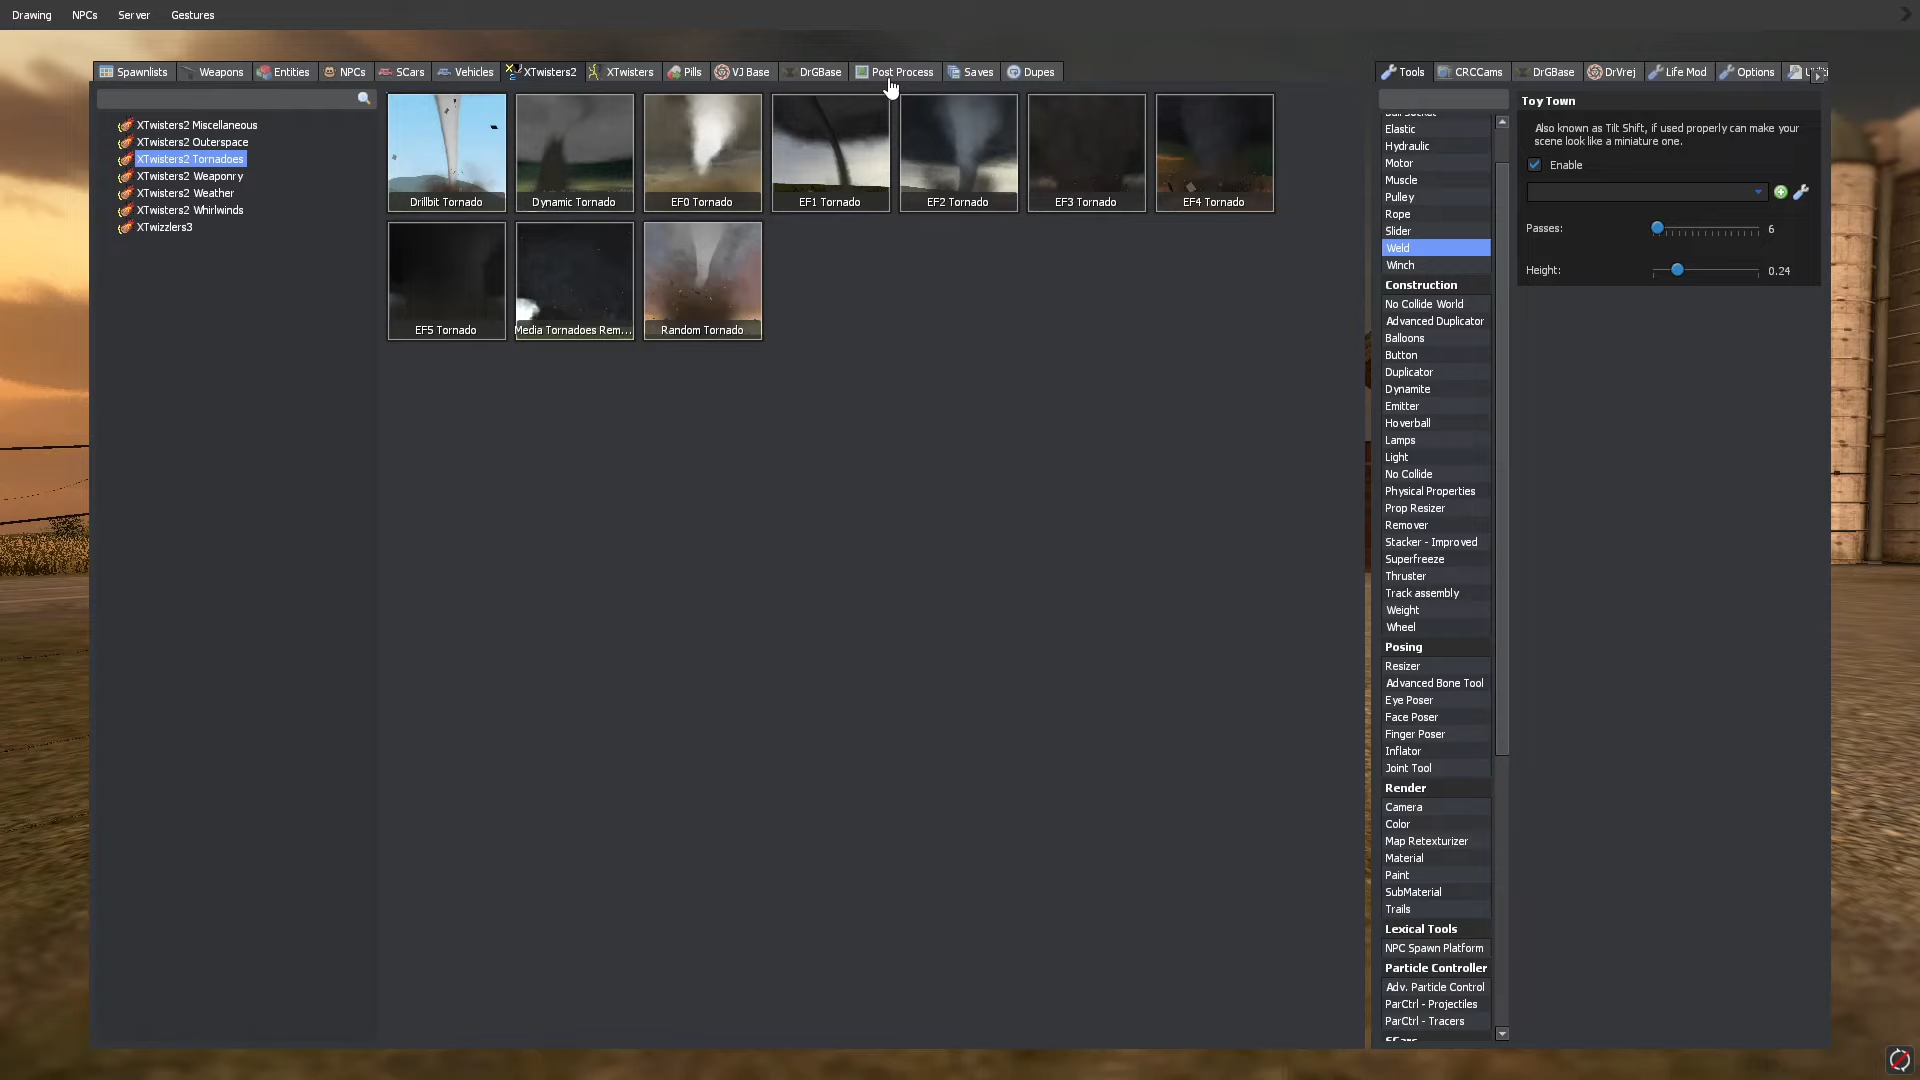 Drawing NPCs Server Gestures
Spawnlists Weapons Entities NPCs SCars Vehicles XTwisters2 XTwisters Pills VJ Base DrGBase Post Process Saves Dupes
XTwisters2 Miscellaneous
XTwisters2 Outerspace
XTwisters2 Tornadoes
XTwisters2 Weaponry
XTwisters2 Weather
XTwisters2 Whirlwinds
XTwizzlers3
Drillbit Tornado
Dynamic Tornado
EF0 Tornado
EF1 Tornado
EF2 Tornado
EF3 Tornado
EF4 Tornado
EF5 Tornado
Media Tornadoes Rem...
Random Tornado
Tools CRCCams DrGBase DrVrej Life Mod Options
Elastic
Hydraulic
Motor
Muscle
Pulley
Rope
Slider
Weld
Winch
Construction
No Collide World
Advanced Duplicator
Balloons
Button
Duplicator
Dynamite
Emitter
Hoverball
Lamps
Light
No Collide
Physical Properties
Prop Resizer
Remover
Stacker - Improved
Superfreeze
Thruster
Track assembly
Weight
Wheel
Posing
Resizer
Advanced Bone Tool
Eye Poser
Face Poser
Finger Poser
Inflator
Joint Tool
Render
Camera
Color
Map Retexturizer
Material
Paint
SubMaterial
Trails
Lexical Tools
NPC Spawn Platform
Particle Controller
Adv. Particle Control
ParCtrl - Projectiles
ParCtrl - Tracers
Toy Town
Also known as Tilt Shift, if used properly can make your
scene look like a miniature one.
Enable
Passes: 6
Height: 0.24